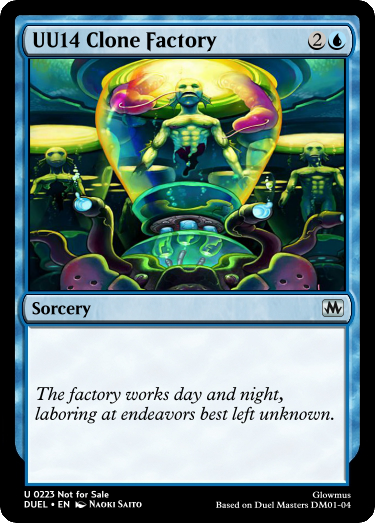 UU14 Clone Factory 2
Sorcery
The factory works day and night,
laboring at endeavors best left unknown.
U 0223 Not for Sale Glowmus
DUEL • EN Naoki Saito Based on Duel Masters DM01-04